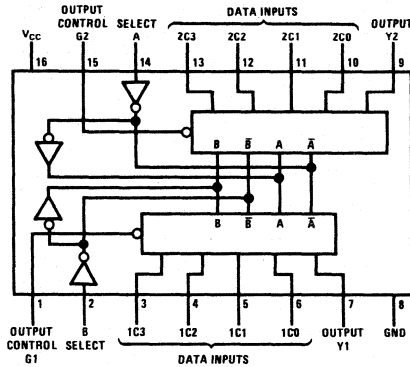 DATA INPUTS
OUTPUT CONTROL G2
SELECT A
2C3 2C2 2C1 2C0
OUTPUT Y2
VCC
16 15 14 13 12 11 10 9
B B̅ A A̅
B B̅ A A̅
1 2 3 4 5 6 7 8
OUTPUT CONTROL G1
B SELECT
1C3 1C2 1C1 1C0
OUTPUT Y1
GND
DATA INPUTS